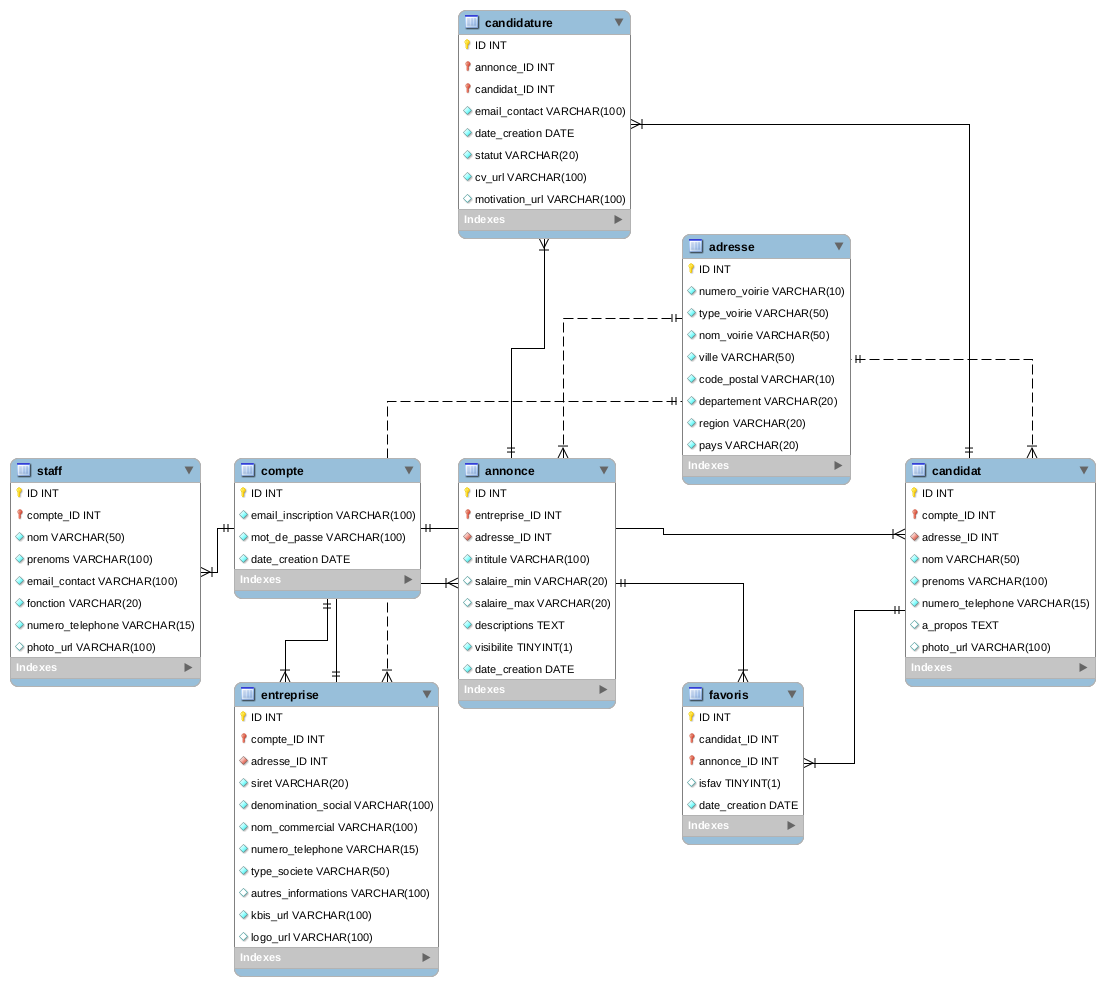 candidature
ID INT
annonce_ID INT
candidat_ID INT
email_contact VARCHAR(100)
date_creation DATE
statut VARCHAR(20)
cv_url VARCHAR(100)
motivation_url VARCHAR(100)
Indexes
adresse
ID INT
numero_voirie VARCHAR(10)
type_voirie VARCHAR(50)
nom_voirie VARCHAR(50)
ville VARCHAR(50)
code_postal VARCHAR(10)
departement VARCHAR(20)
region VARCHAR(20)
pays VARCHAR(20)
Indexes
staff
ID INT
compte_ID INT
nom VARCHAR(50)
prenoms VARCHAR(100)
email_contact VARCHAR(100)
fonction VARCHAR(20)
numero_telephone VARCHAR(15)
photo_url VARCHAR(100)
Indexes
compte
ID INT
email_inscription VARCHAR(100)
mot_de_passe VARCHAR(100)
date_creation DATE
Indexes
annonce
ID INT
entreprise_ID INT
adresse_ID INT
intitule VARCHAR(100)
salaire_min VARCHAR(20)
salaire_max VARCHAR(20)
descriptions TEXT
visibilite TINYINT(1)
date_creation DATE
Indexes
candidat
ID INT
compte_ID INT
adresse_ID INT
nom VARCHAR(50)
prenoms VARCHAR(100)
numero_telephone VARCHAR(15)
a_propos TEXT
photo_url VARCHAR(100)
Indexes
entreprise
ID INT
compte_ID INT
adresse_ID INT
siret VARCHAR(20)
denomination_social VARCHAR(100)
nom_commercial VARCHAR(100)
numero_telephone VARCHAR(15)
type_societe VARCHAR(50)
autres_informations VARCHAR(100)
kbis_url VARCHAR(100)
logo_url VARCHAR(100)
Indexes
favoris
ID INT
candidat_ID INT
annonce_ID INT
isfav TINYINT(1)
date_creation DATE
Indexes